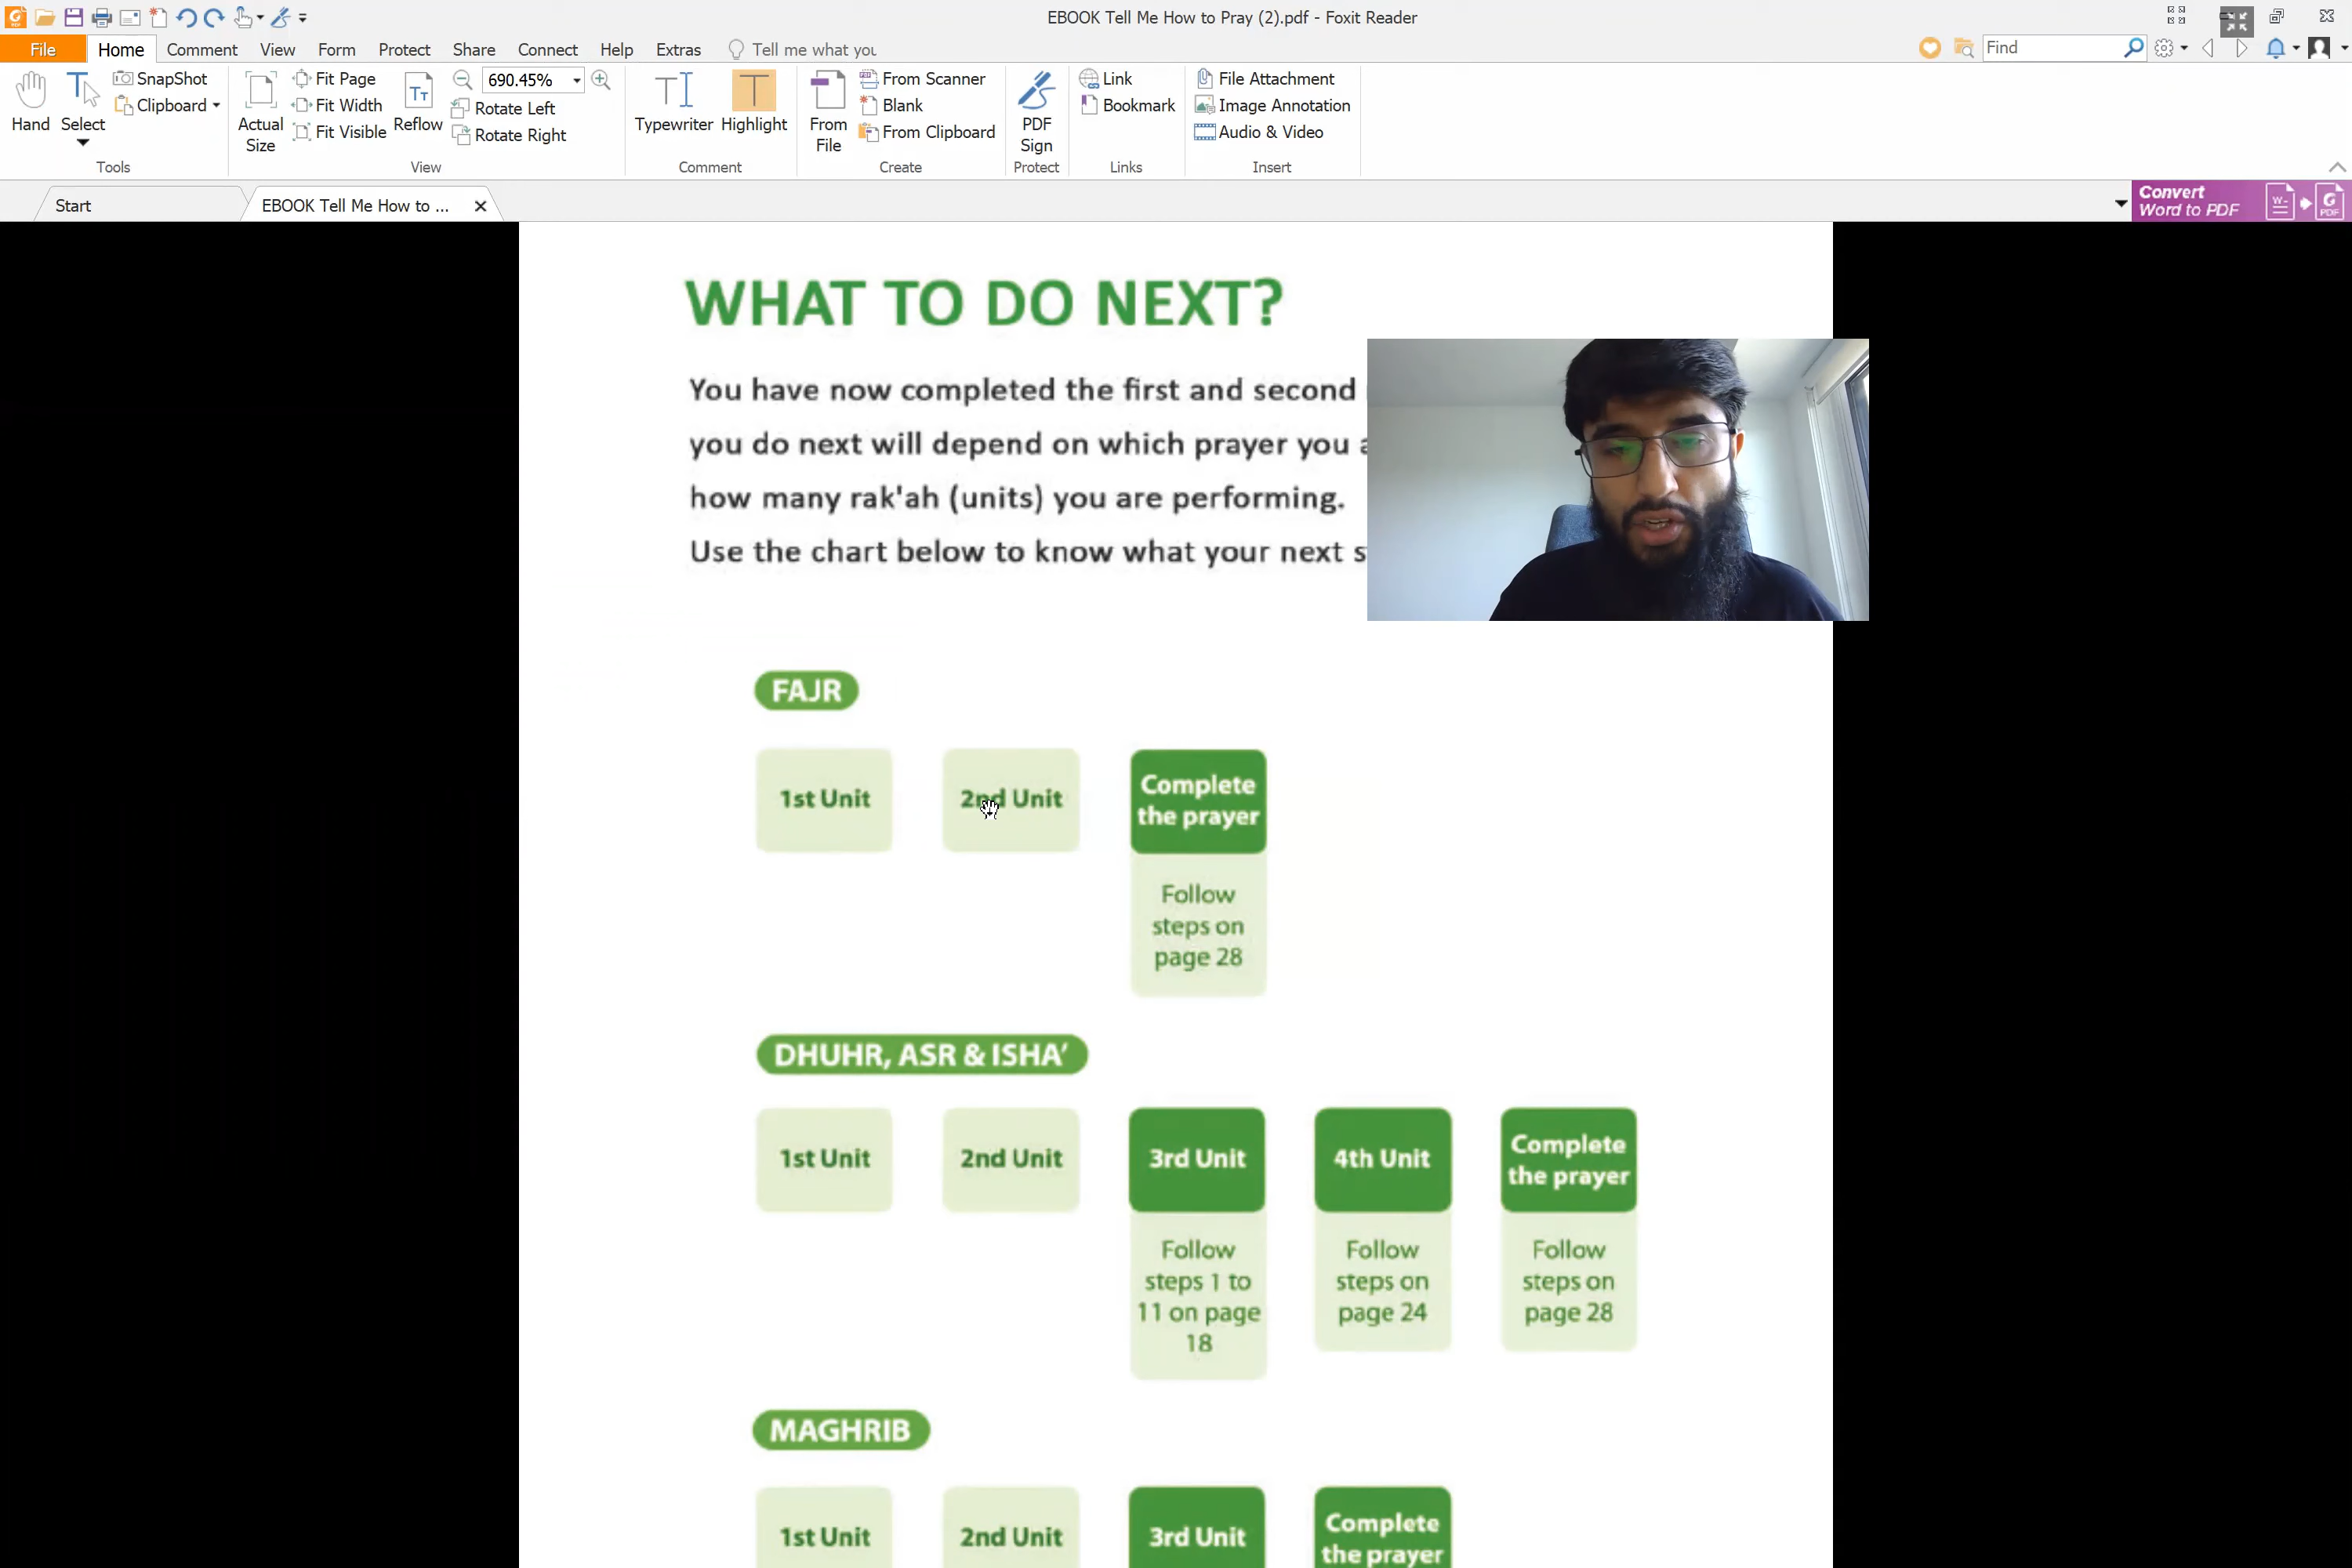 EBOOK Tell Me How to Pray (2).pdf - Foxit Reader
File Home Comment View Form Protect Share Connect Help Extras Tell me what you Find
Hand
Select
SnapShot
Clipboard
Tools
Actual Size
Fit Page
Fit Width
Fit Visible
Reflow
690.45%
Rotate Left
Rotate Right
View
Typewriter
Highlight
Comment
From File
From Scanner
Blank
From Clipboard
Create
PDF Sign
Protect
Link
Bookmark
Links
File Attachment
Image Annotation
Audio & Video
Insert
Start
EBOOK Tell Me How to ...
Convert
Word to PDF
WHAT TO DO NEXT?
You have now completed the first and second
you do next will depend on which prayer you
how many rak'ah (units) you are performing.
Use the chart below to know what your next
FAJR
1st Unit
2nd Unit
Complete
the prayer
Follow
steps on
page 28
DHUHR, ASR & ISHA'
1st Unit
2nd Unit
3rd Unit
Follow
steps 1 to
11 on page
18
4th Unit
Follow
steps on
page 24
Complete
the prayer
Follow
steps on
page 28
MAGHRIB
1st Unit
2nd Unit
3rd Unit
Complete
the prayer